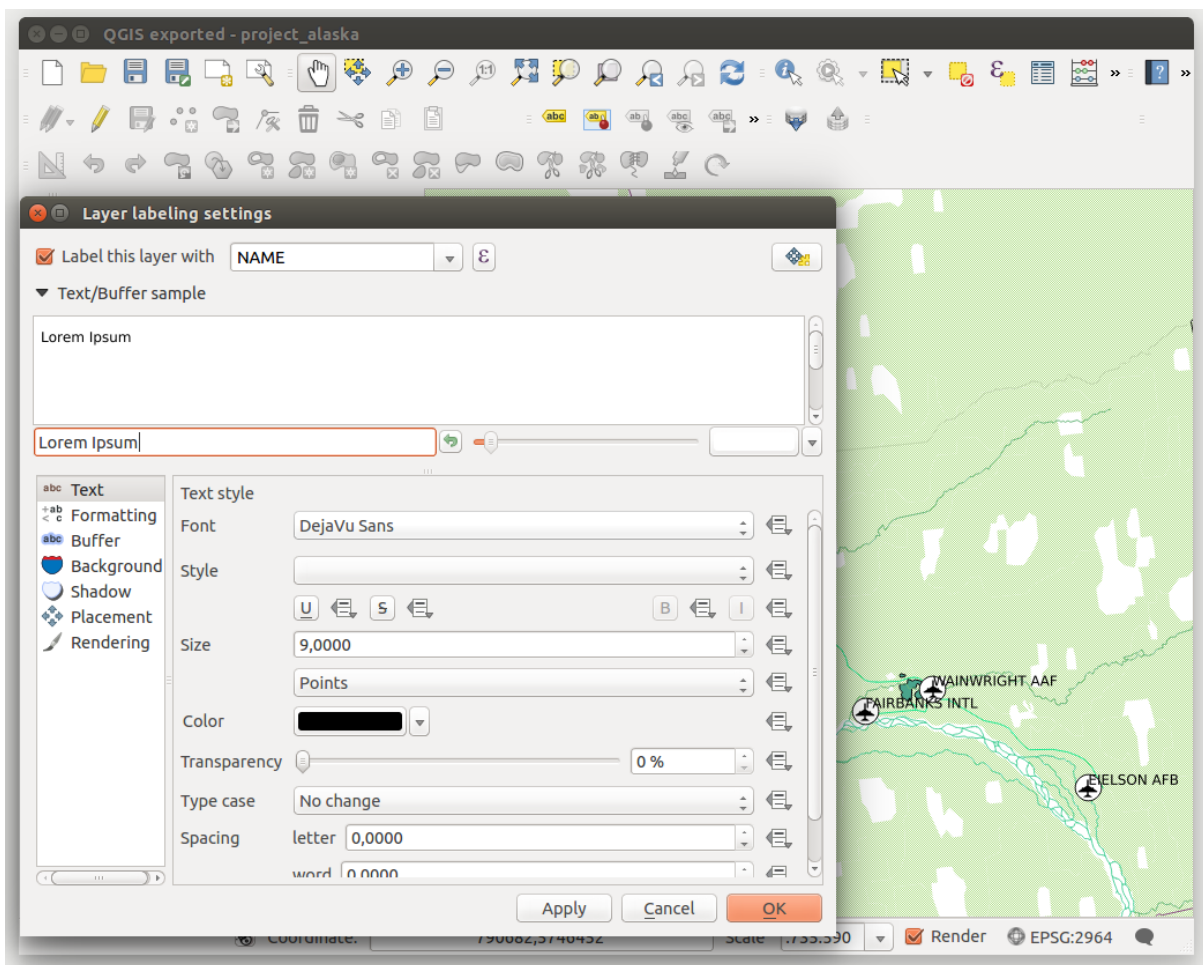 QGIS exported - project_alaska
1:1
abc
Layer labeling settings
Label this layer with NAME ε
Text/Buffer sample
Lorem Ipsum
Lorem Ipsum
Text
Formatting
Buffer
Background
Shadow
Placement
Rendering
Text style
Font DejaVu Sans
Style
U S B I
Size 9,0000
Points
Color
Transparency 0 %
Type case No change
Spacing letter 0,0000
word 0,0000
Apply Cancel OK
WAINWRIGHT AAF
FAIRBANKS INTL
EIELSON AFB
Coordinate: Scale Render EPSG:2964